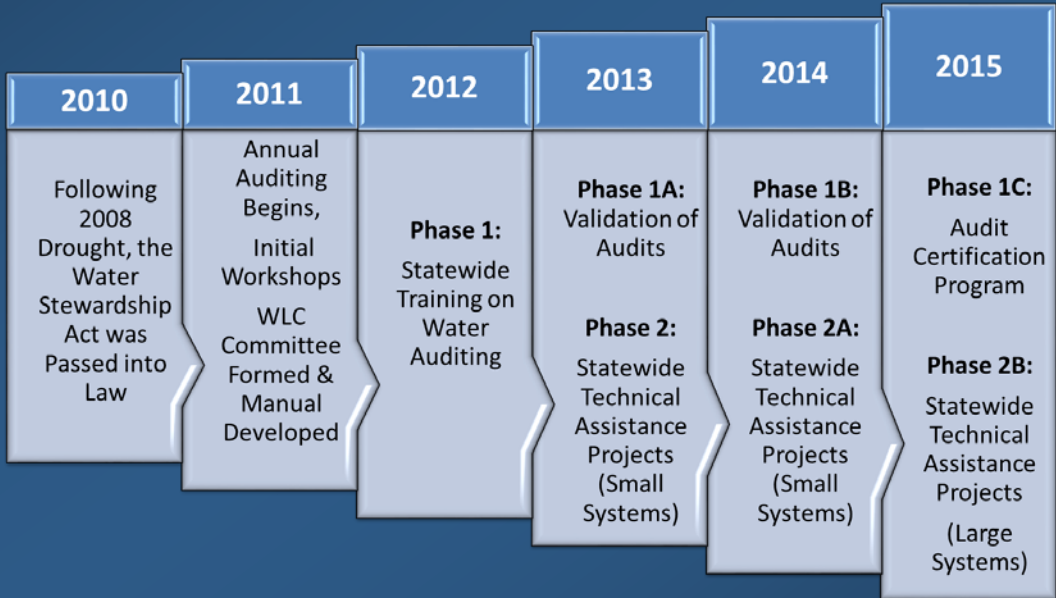 2010
Following
2008
Drought, the
Water
Stewardship
Act was
Passed into
Law
2011
Annual
Auditing
Begins,
Initial
Workshops
WLC
Committee
Formed &
Manual
Developed
2012
Phase 1:
Statewide
Training on
Water
Auditing
2013
Phase 1A:
Validation of
Audits
Phase 2:
Statewide
Technical
Assistance
Projects
(Small
Systems)
2014
Phase 1B:
Validation of
Audits
Phase 2A:
Statewide
Technical
Assistance
Projects
(Small
Systems)
2015
Phase 1C:
Audit
Certification
Program
Phase 2B:
Statewide
Technical
Assistance
Projects
(Large
Systems)